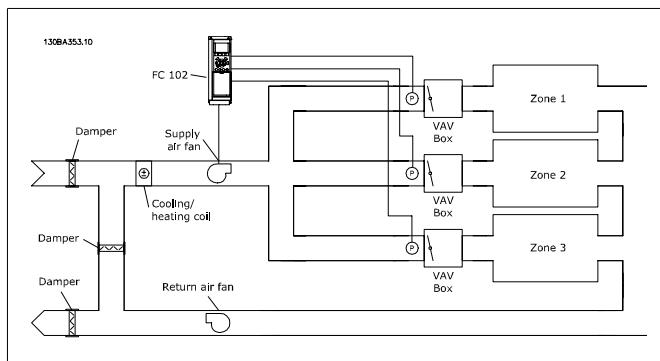 130BA353.10
FC 102
Damper
Supply
air fan
Cooling/
heating coil
Damper
Damper
Return air fan
P
VAV
Box
Zone 1
P
VAV
Box
Zone 2
P
VAV
Box
Zone 3